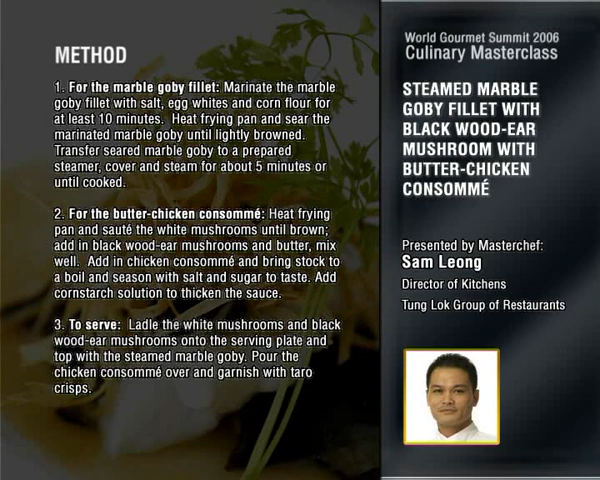 METHOD
1. For the marble goby fillet: Marinate the marble
goby fillet with salt, egg whites and corn flour for
at least 10 minutes.  Heat frying pan and sear the
marinated marble goby until lightly browned.
Transfer seared marble goby to a prepared
steamer, cover and steam for about 5 minutes or
until cooked.
2. For the butter-chicken consommé: Heat frying
pan and sauté the white mushrooms until brown;
add in black wood-ear mushrooms and butter, mix
well.  Add in chicken consommé and bring stock to
a boil and season with salt and sugar to taste. Add
cornstarch solution to thicken the sauce.
3. To serve:  Ladle the white mushrooms and black
wood-ear mushrooms onto the serving plate and
top with the steamed marble goby. Pour the
chicken consommé over and garnish with taro
crisps.
World Gourmet Summit 2006
Culinary Masterclass
STEAMED MARBLE
GOBY FILLET WITH
BLACK WOOD-EAR
MUSHROOM WITH
BUTTER-CHICKEN
CONSOMMÉ
Presented by Masterchef:
Sam Leong
Director of Kitchens
Tung Lok Group of Restaurants